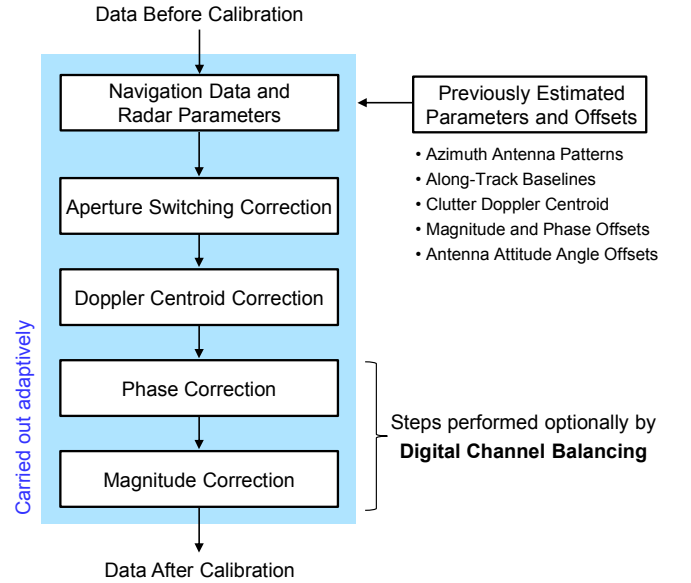 Data Before Calibration
Navigation Data and
Radar Parameters
Previously Estimated
Parameters and Offsets
• Azimuth Antenna Patterns
• Along-Track Baselines
• Clutter Doppler Centroid
• Magnitude and Phase Offsets
• Antenna Attitude Angle Offsets
Aperture Switching Correction
Doppler Centroid Correction
Phase Correction
Magnitude Correction
Carried out adaptively
Steps performed optionally by
Digital Channel Balancing
Data After Calibration